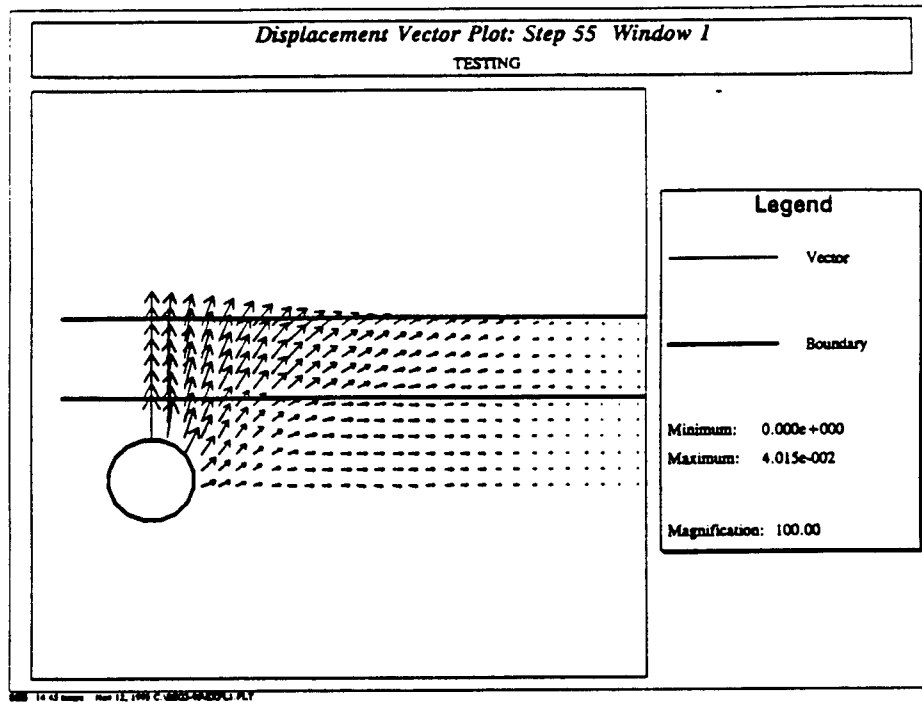 Displacement Vector Plot: Step 55 Window 1
TESTING
Legend
Vector
Boundary
Minimum: 0.000e+000
Maximum: 4.015e-002
Magnification: 100.00